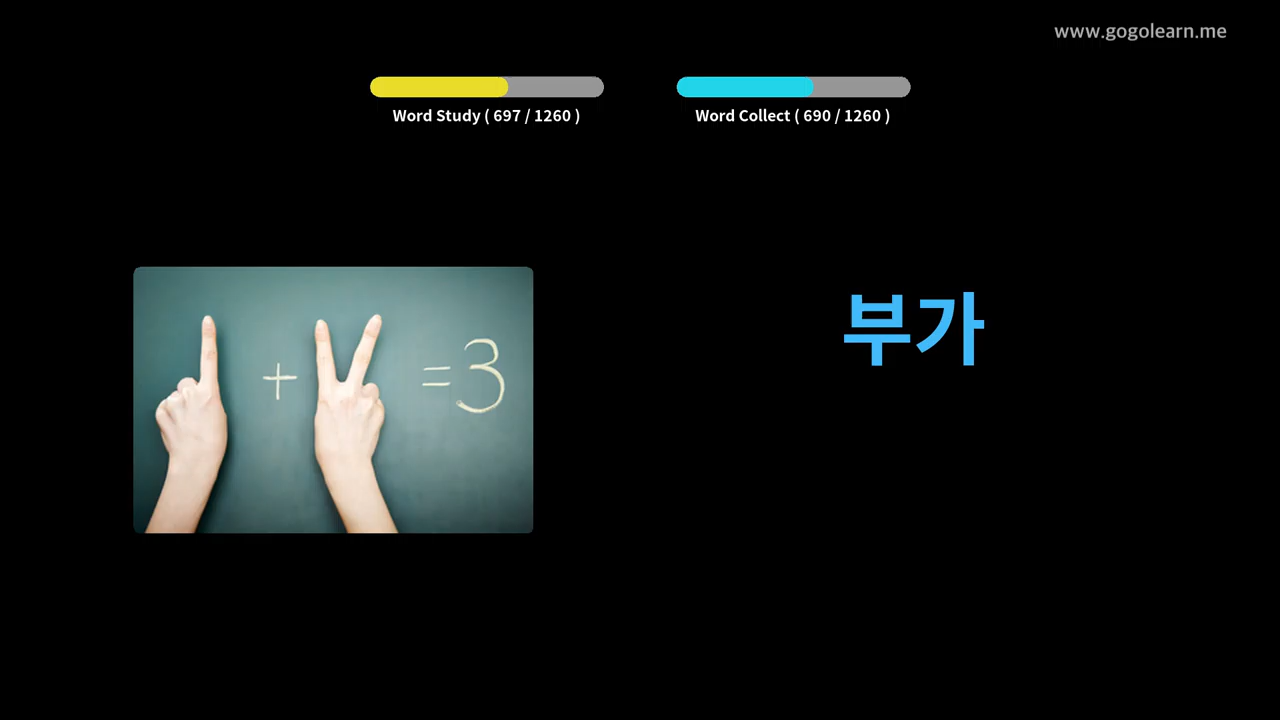 www.gogolearn.me
Word Study ( 697 / 1260 )
Word Collect ( 690 / 1260 )
+ =3
부가